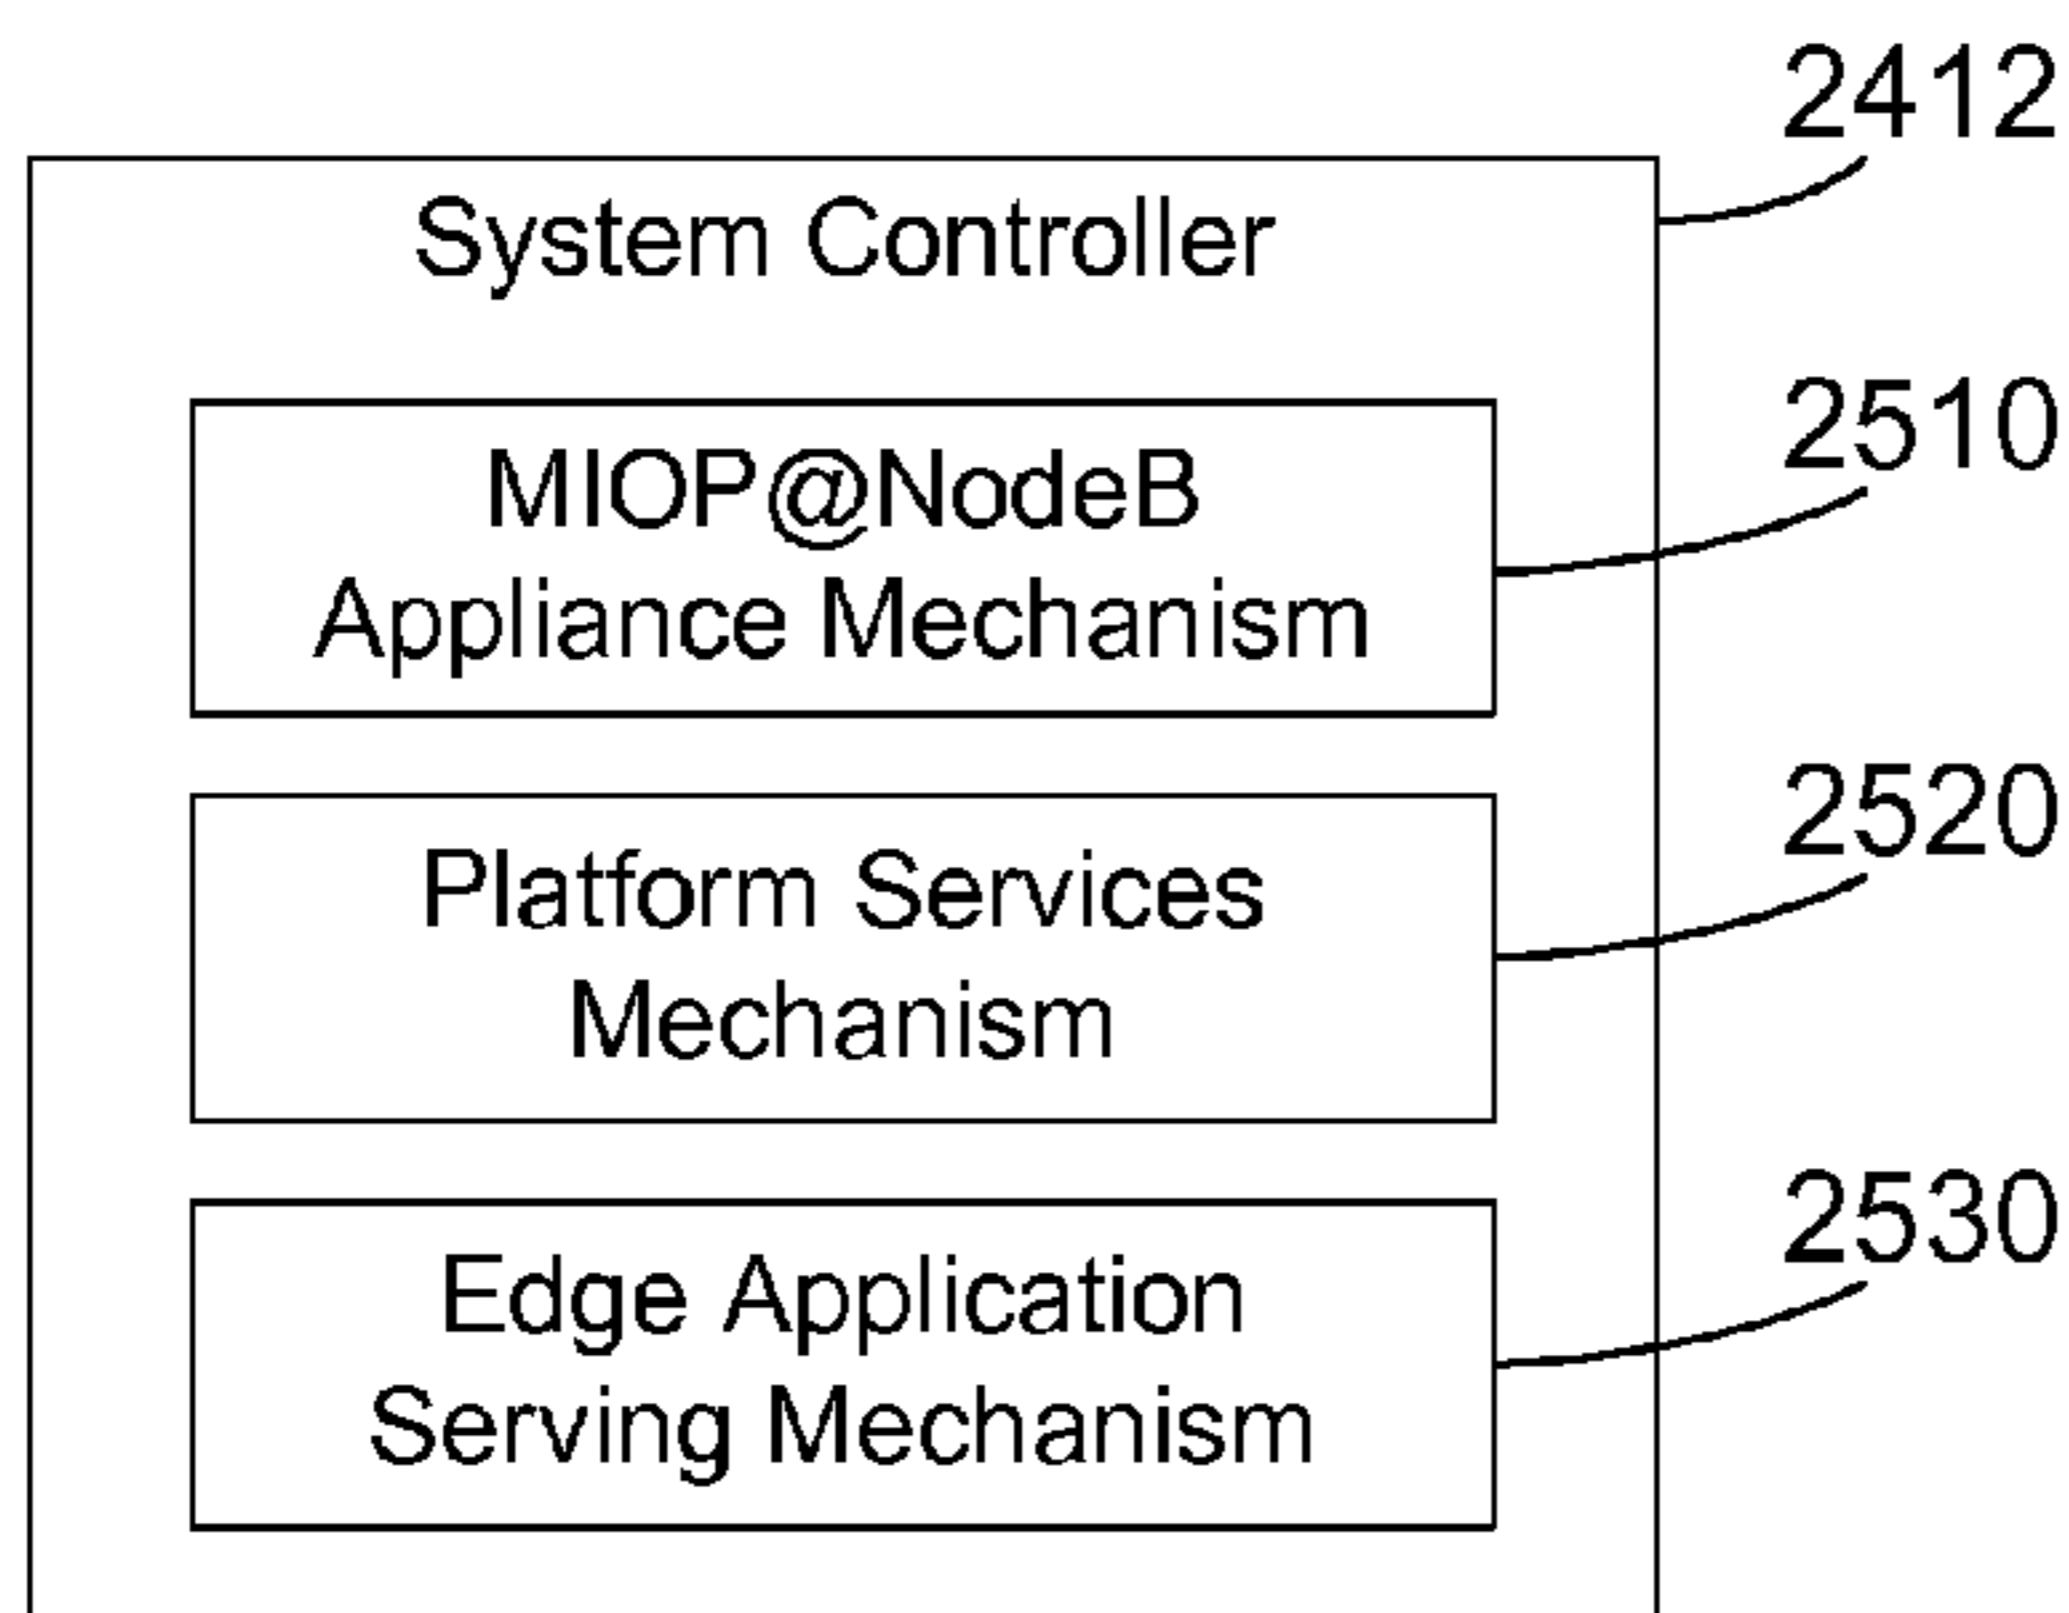 2412
System Controller
2510
MIOP@NodeB
Appliance Mechanism
2520
Platform Services
Mechanism
2530
Edge Application
Serving Mechanism